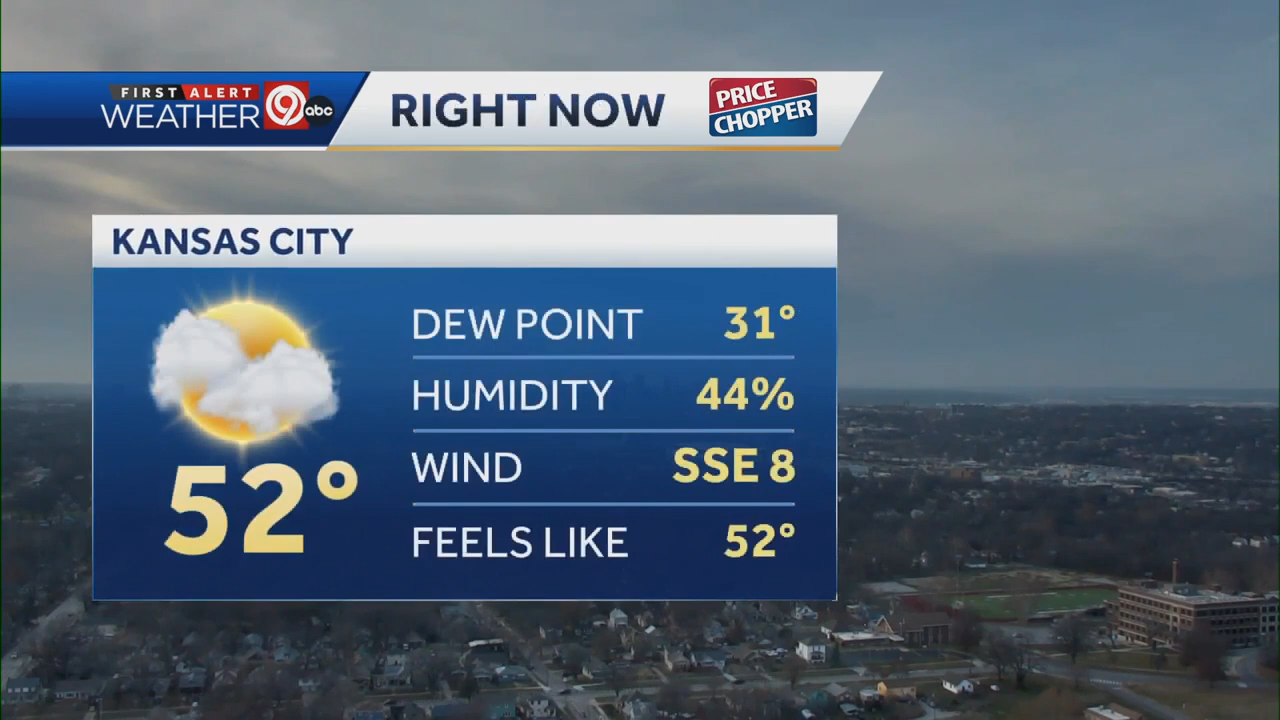 FIRST ALERT
WEATHER 9 abc
RIGHT NOW
PRICE
CHOPPER
KANSAS CITY
52°
DEW POINT 31°
HUMIDITY 44%
WIND SSE 8
FEELS LIKE 52°